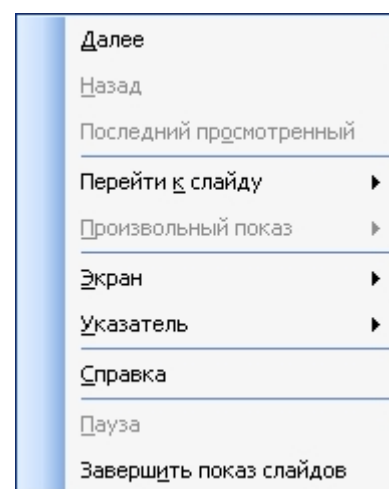 Далее
Назад
Последний просмотренный
Перейти к слайду
Произвольный показ
Экран
Указатель
Справка
Пауза
Завершить показ слайдов